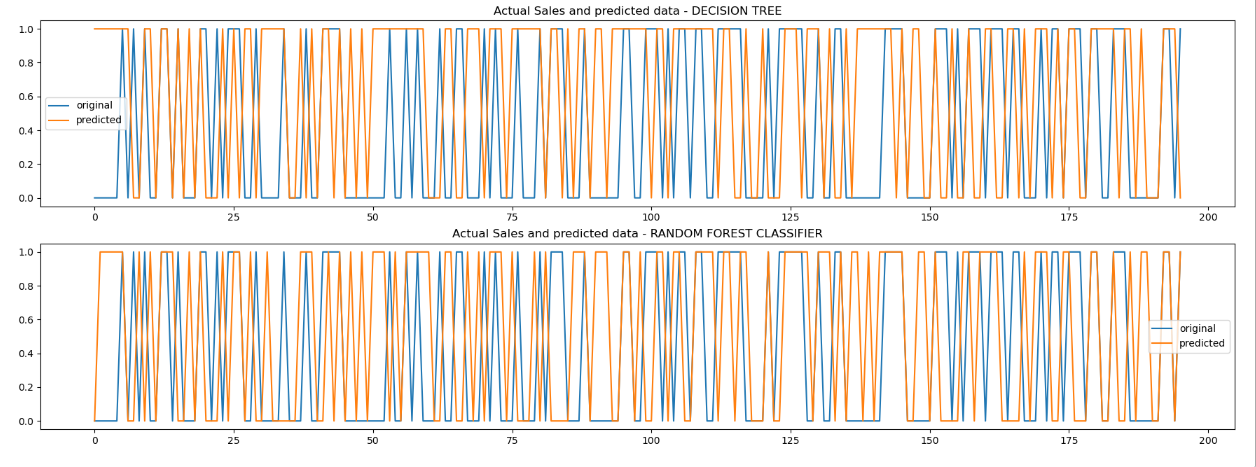 Actual Sales and predicted data - DECISION TREE
1.0
0.8
0.6
0.4
0.2
0.0
original
predicted
0 25 50 75 100 125 150 175 200
Actual Sales and predicted data - RANDOM FOREST CLASSIFIER
1.0
0.8
0.6
0.4
0.2
0.0
original
predicted
0 25 50 75 100 125 150 175 200